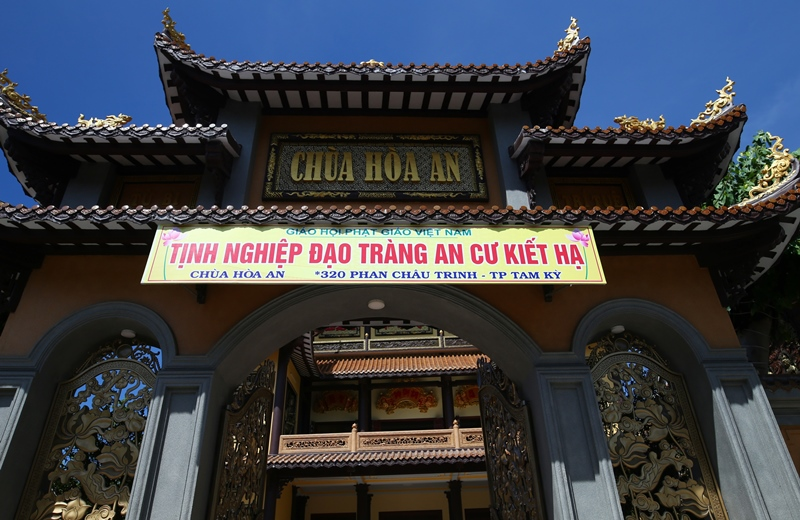 CHÙA HÒA AN
GIÁO HỘI PHẬT GIÁO VIỆT NAM
TỊNH NGHIỆP ĐẠO TRÀNG AN CƯ KIẾT HẠ
CHÙA HÒA AN *320 PHAN CHÂU TRINH - TP TAM KỲ